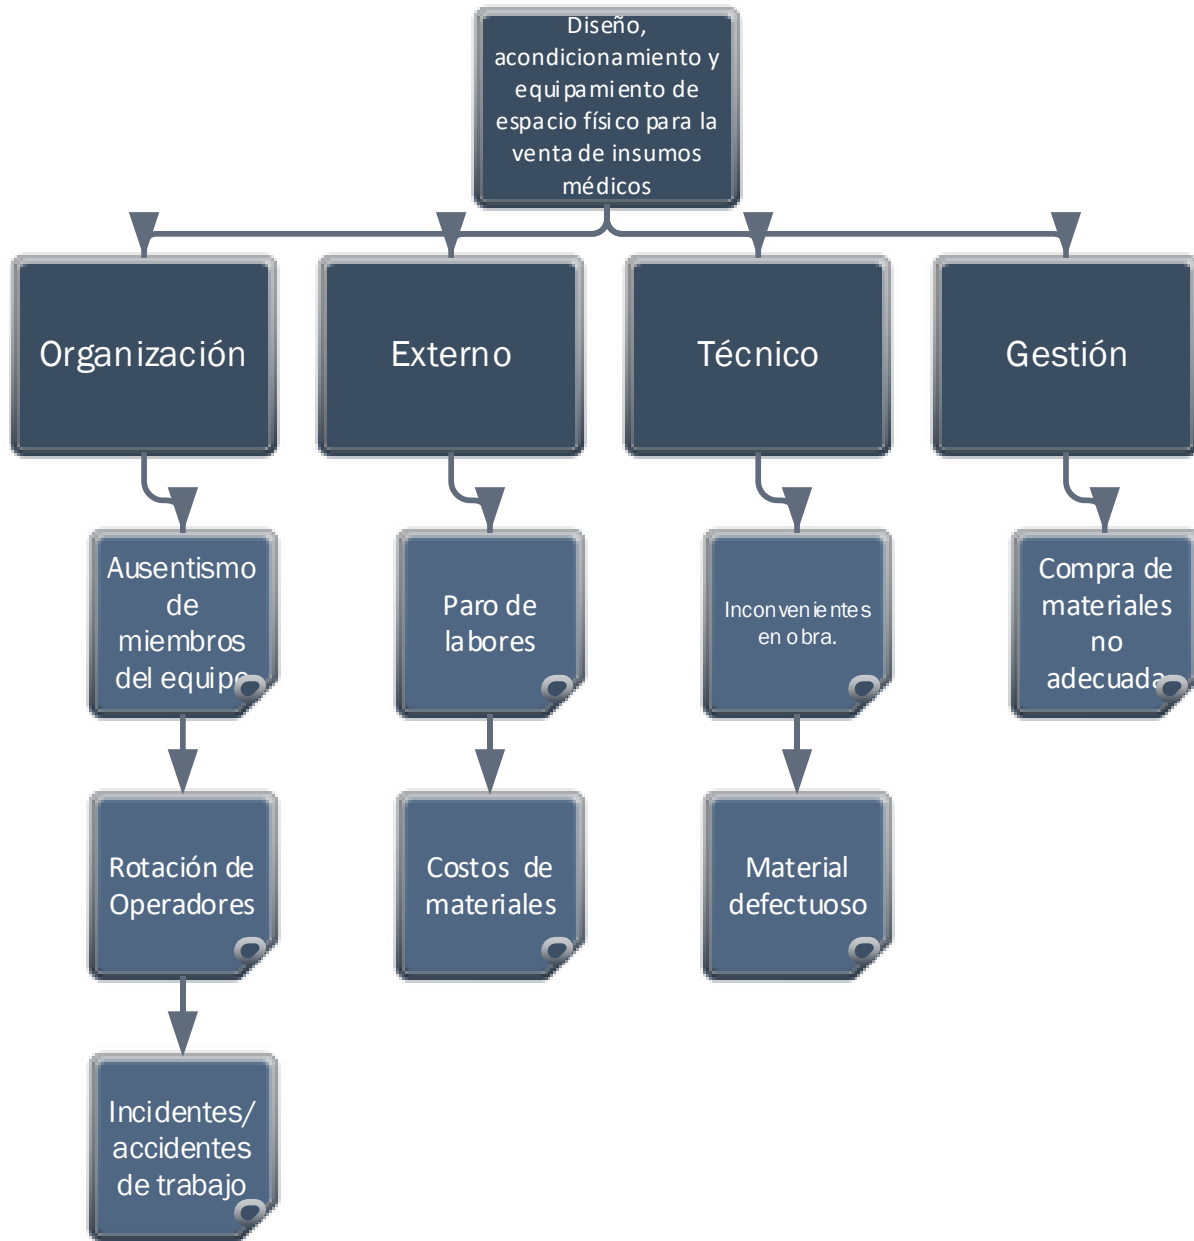 Diseño,
acondicionamiento y
equipamiento de
espacio físico para la
venta de insumos
médicos
Organización
Externo
Técnico
Gestión
Ausentismo
de
miembros
del equipo
Paro de
labores
Inconvenientes
en obra.
Compra de
materiales
no
adecuada
Rotación de
Operadores
Costos de
materiales
Material
defectuoso
Incidentes/
accidentes
de trabajo